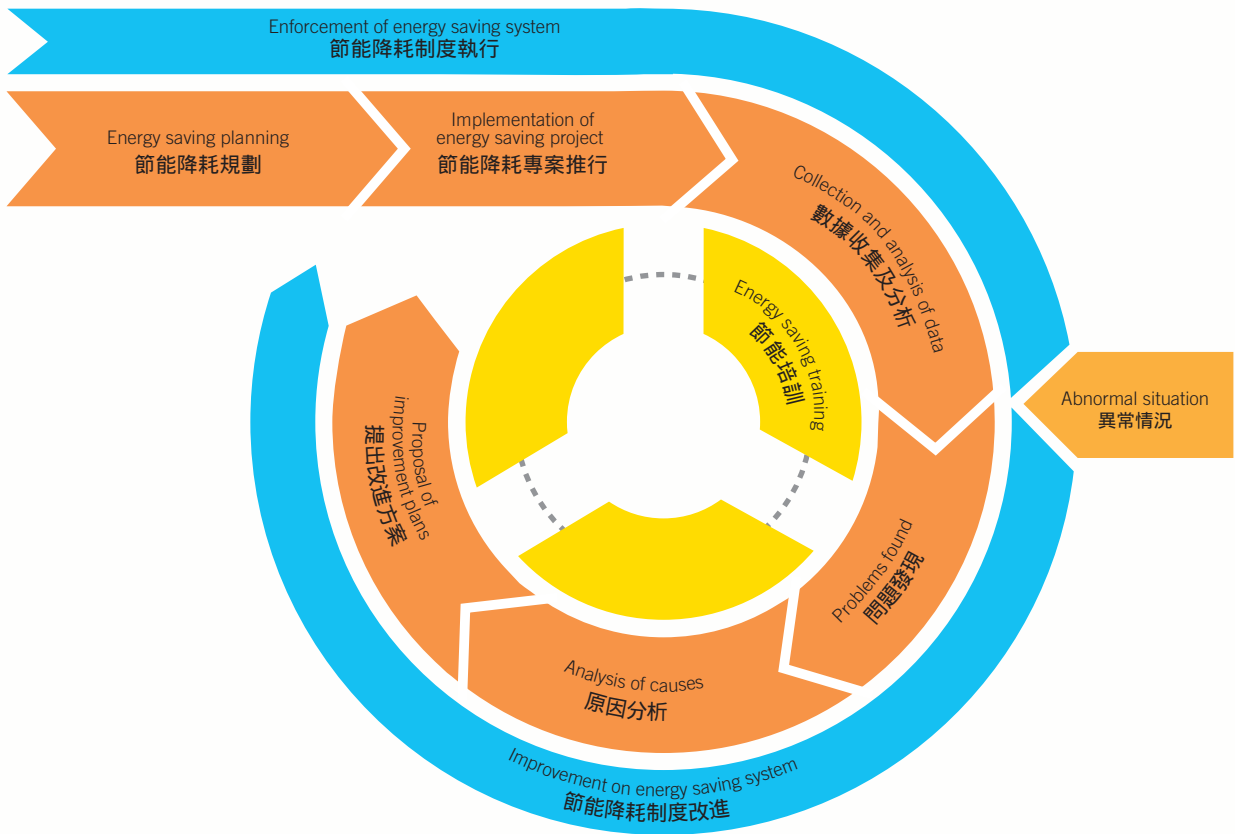 Enforcement of energy saving system
節能降耗制度執行
Energy saving planning
節能降耗規劃
Implementation of
energy saving project
節能降耗專案推行
Collection and analysis of data
數據收集及分析
Energy saving training
節能培訓
Abnormal situation
異常情況
Problems found
問題發現
Analysis of causes
原因分析
Proposal of
improvement plans
提出改進方案
Improvement on energy saving system
節能降耗制度改進